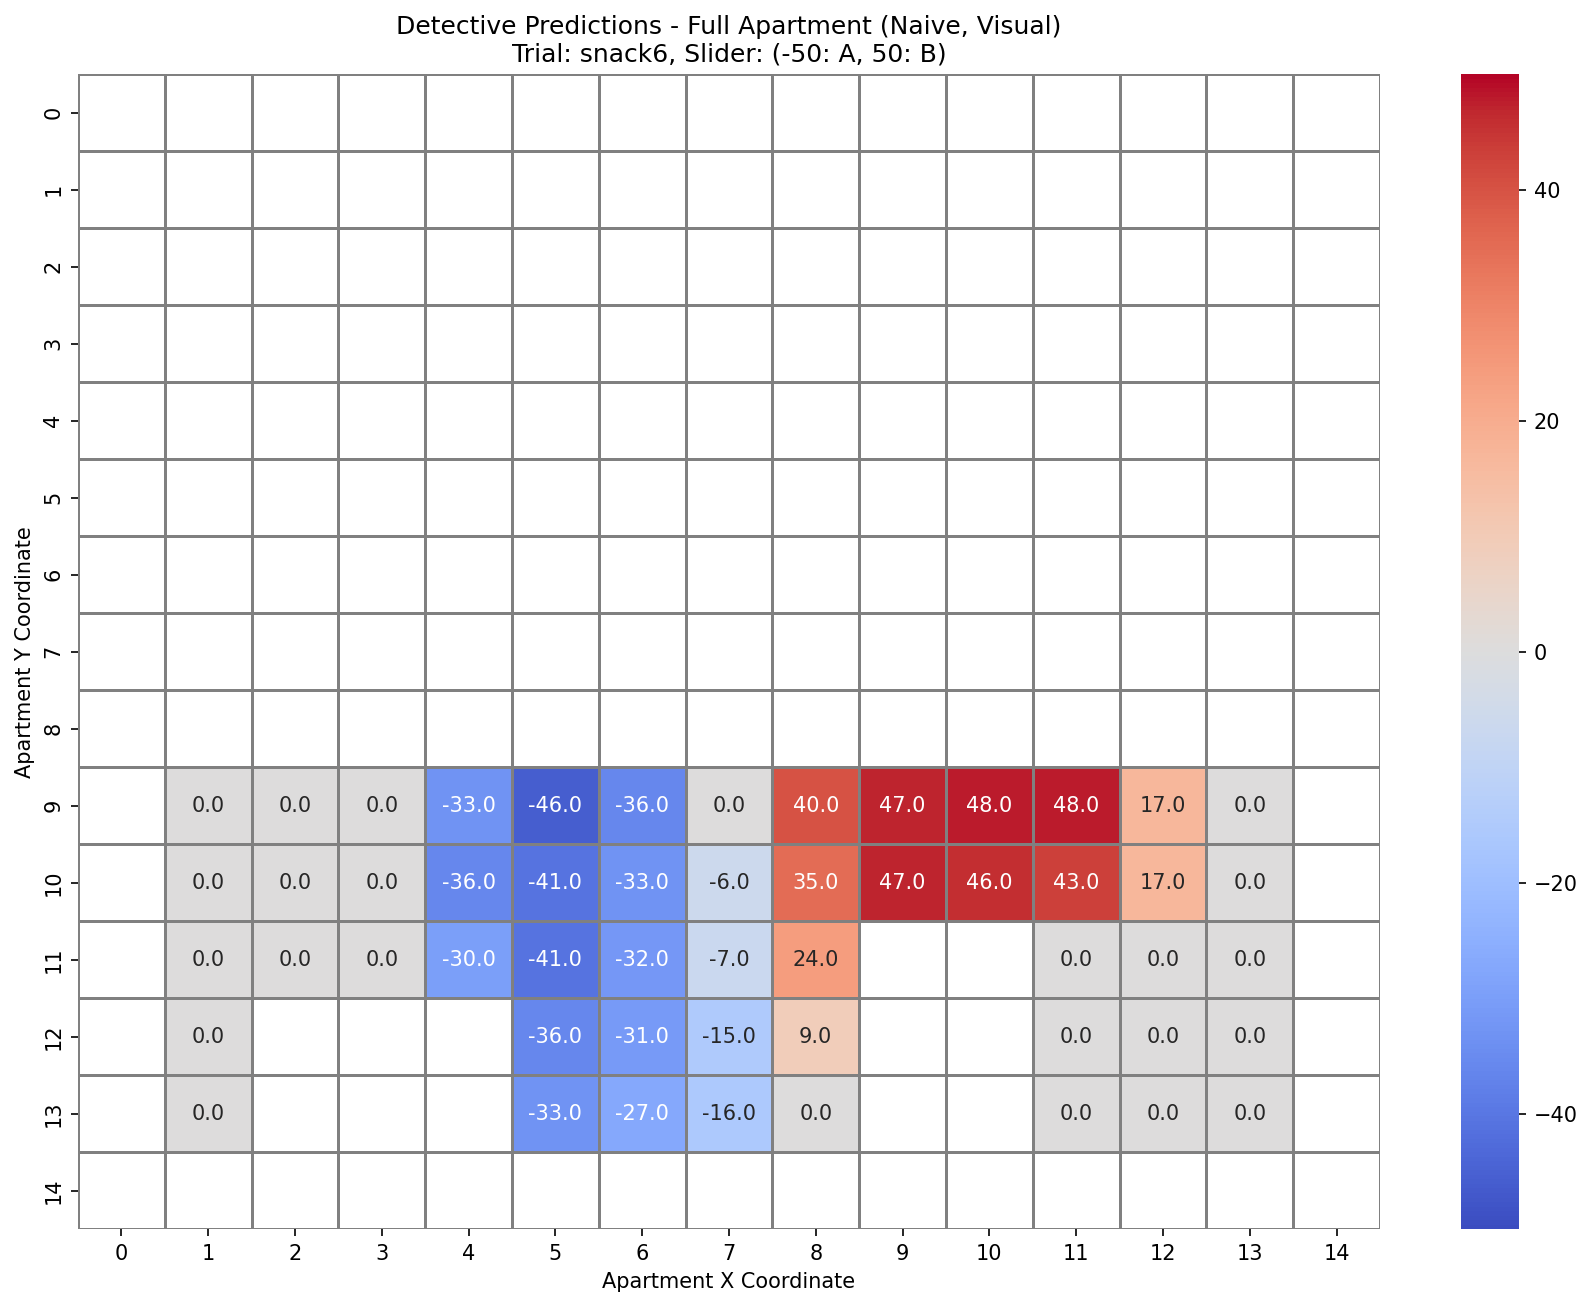 Detective Predictions - Full Apartment (Naive, Visual)
Trial: snack6, Slider: (-50: A, 50: B)
Apartment Y Coordinate
0
1
2
3
4
5
6
7
8
9 0.0 0.0 0.0 -33.0 -46.0 -36.0 0.0 40.0 47.0 48.0 48.0 17.0 0.0
10 0.0 0.0 0.0 -36.0 -41.0 -33.0 -6.0 35.0 47.0 46.0 43.0 17.0 0.0
11 0.0 0.0 0.0 -30.0 -41.0 -32.0 -7.0 24.0 0.0 0.0 0.0
12 0.0 -36.0 -31.0 -15.0 9.0 0.0 0.0 0.0
13 0.0 -33.0 -27.0 -16.0 0.0 0.0 0.0 0.0
14
0 1 2 3 4 5 6 7 8 9 10 11 12 13 14
Apartment X Coordinate
40
20
0
−20
−40